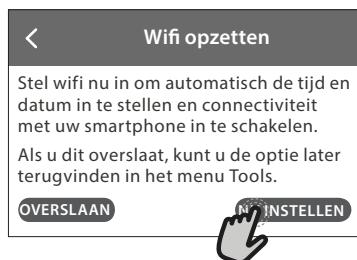 Wifi opzetten
Stel wifi nu in om automatisch de tijd en
datum in te stellen en connectiviteit
met uw smartphone in te schakelen.
Als u dit overslaat, kunt u de optie later
terugvinden in het menu Tools.
OVERSLAAN
INSTELLEN